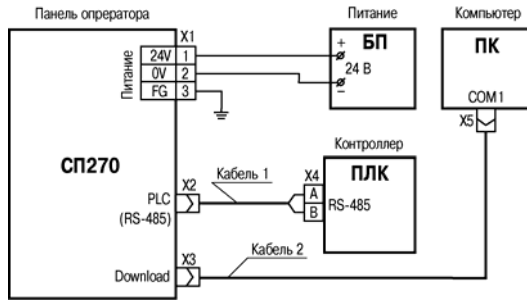 Панель опрератора
Питание
Компьютер
X1
24V 1
0V 2
FG 3
Питание
+
БП
24 В
–
ПК
COM1
X5
СП270
Контроллер
X2
Кабель 1
X4
ПЛК
PLC
(RS-485)
A
B
RS-485
X3
Кабель 2
Download